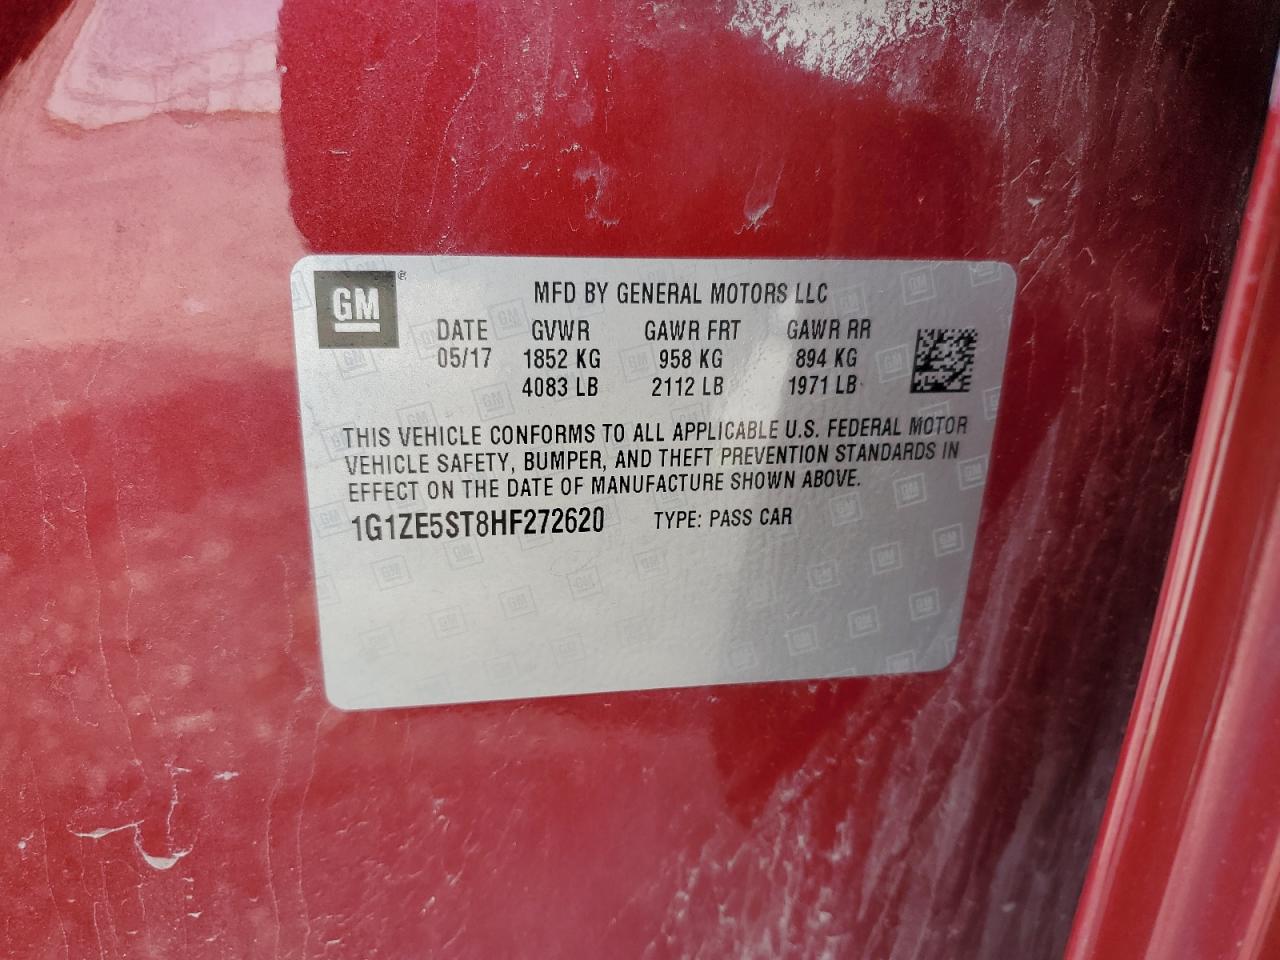 GM ®
MFD BY GENERAL MOTORS LLC
DATE GVWR GAWR FRT GAWR RR
05/17 1852 KG 958 KG 894 KG
4083 LB 2112 LB 1971 LB
THIS VEHICLE CONFORMS TO ALL APPLICABLE U.S. FEDERAL MOTOR
VEHICLE SAFETY, BUMPER, AND THEFT PREVENTION STANDARDS IN
EFFECT ON THE DATE OF MANUFACTURE SHOWN ABOVE.
1G1ZE5ST8HF272620 TYPE: PASS CAR